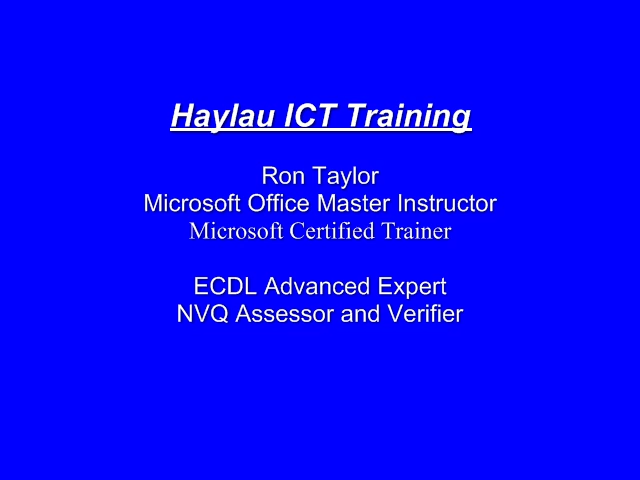 Haylau ICT Training
Ron Taylor
Microsoft Office Master Instructor
Microsoft Certified Trainer
ECDL Advanced Expert
NVQ Assessor and Verifier